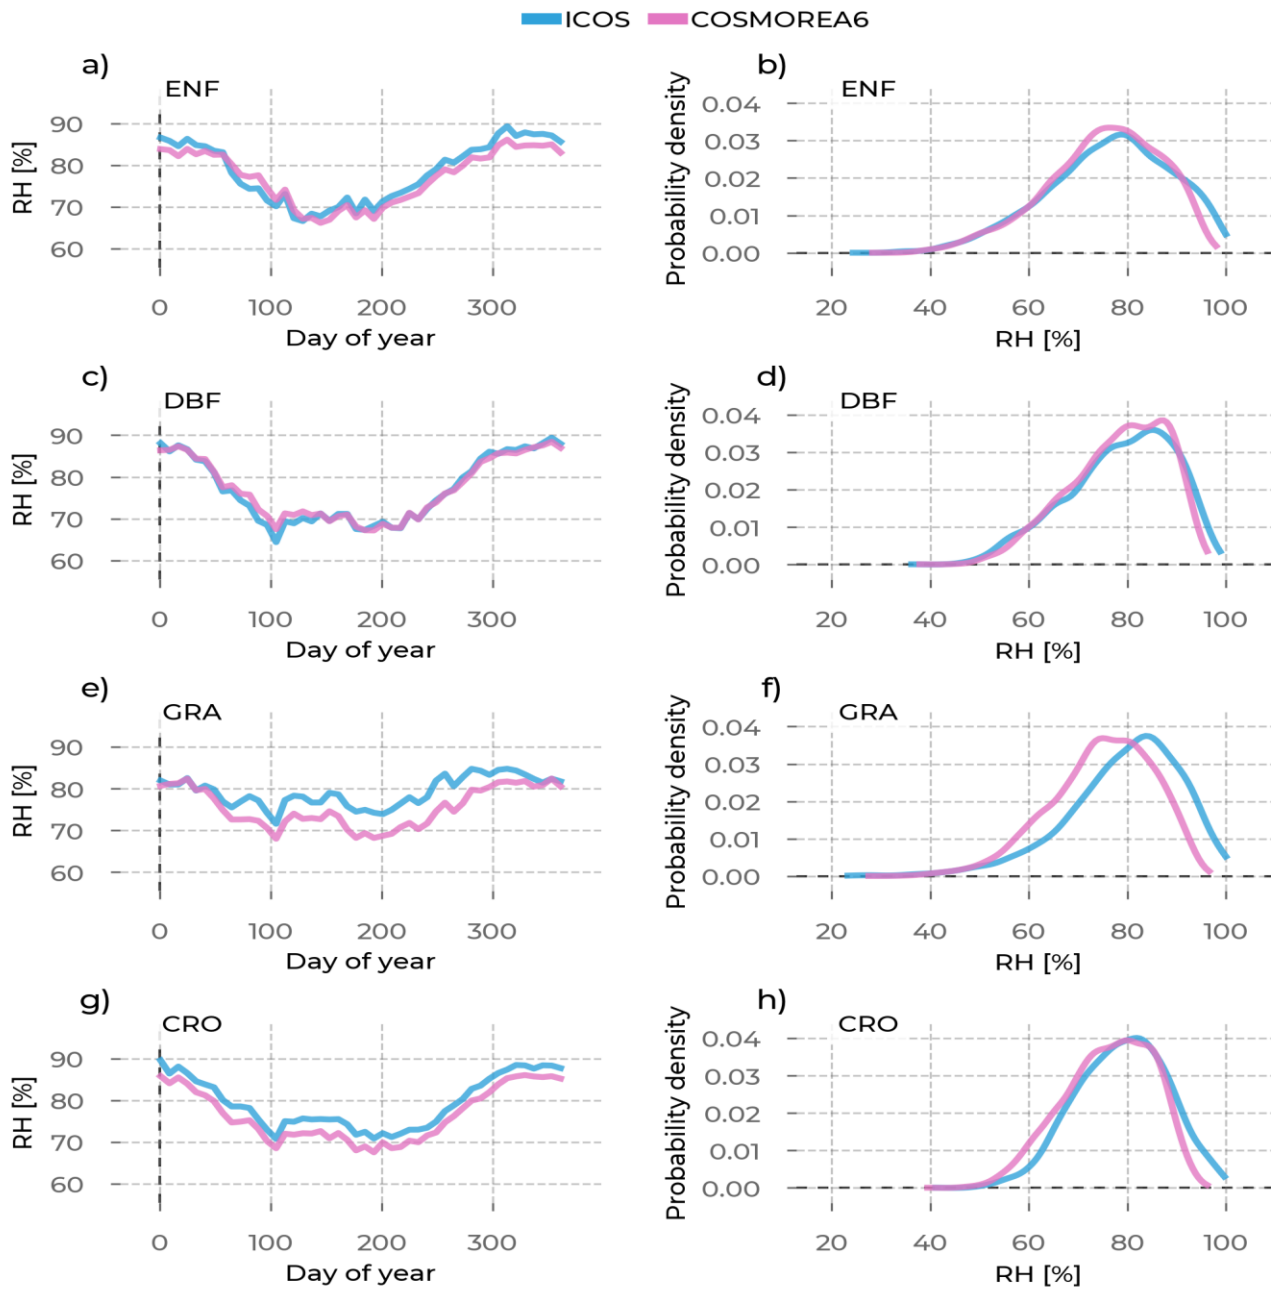 ICOS COSMOREA6
a)
ENF
RH [%]
90
80
70
60
0 100 200 300
Day of year
b)
ENF
Probability density
0.04
0.03
0.02
0.01
0.00
20 40 60 80 100
RH [%]
c)
DBF
RH [%]
90
80
70
60
0 100 200 300
Day of year
d)
DBF
Probability density
0.04
0.03
0.02
0.01
0.00
20 40 60 80 100
RH [%]
e)
GRA
RH [%]
90
80
70
60
0 100 200 300
Day of year
f)
GRA
Probability density
0.04
0.03
0.02
0.01
0.00
20 40 60 80 100
RH [%]
g)
CRO
RH [%]
90
80
70
60
0 100 200 300
Day of year
h)
CRO
Probability density
0.04
0.03
0.02
0.01
0.00
20 40 60 80 100
RH [%]